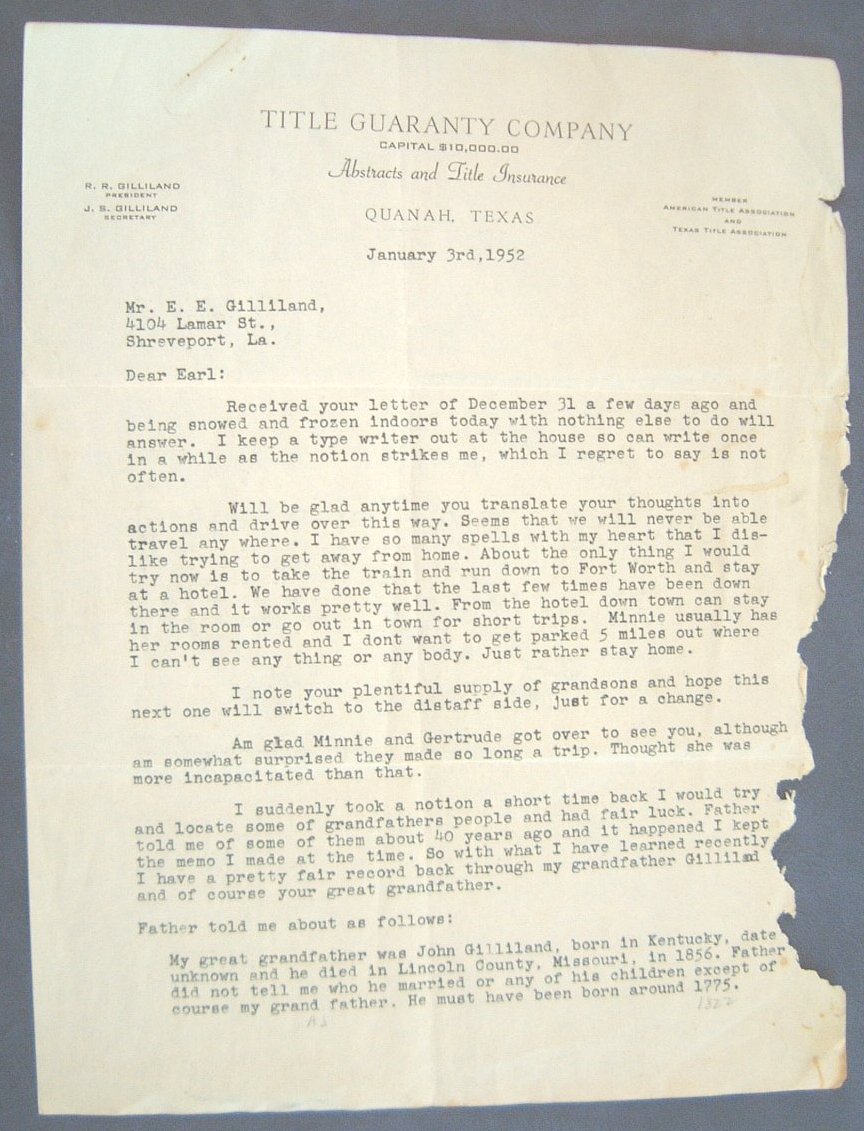 TITLE GUARANTY COMPANY
CAPITAL $10,000.00
Abstracts and Title Insurance
R. R. GILLILAND
PRESIDENT
J. S. GILLILAND
SECRETARY
QUANAH, TEXAS
MEMBER
AMERICAN TITLE ASSOCIATION
AND
TEXAS TITLE ASSOCIATION
January 3rd,1952
Mr. E. E. Gilliland,
4104 Lamar St.,
Shreveport, La.
Dear Earl:
Received your letter of December 31 a few days ago and
being snowed and frozen indoors today with nothing else to do will
answer. I keep a type writer out at the house so can write once
in a while as the notion strikes me, which I regret to say is not
often.
Will be glad anytime you translate your thoughts into
actions and drive over this way. Seems that we will never be able
travel any where. I have so many spells with my heart that I dis-
like trying to get away from home. About the only thing I would
try now is to take the train and run down to Fort Worth and stay
at a hotel. We have done that the last few times have been down
there and it works pretty well. From the hotel down town can stay
in the room or go out in town for short trips. Minnie usually has
her rooms rented and I dont want to get parked 5 miles out where
I can't see any thing or any body. Just rather stay home.
I note your plentiful supply of grandsons and hope this
next one will switch to the distaff side, just for a change.
Am glad Minnie and Gertrude got over to see you, although
am somewhat surprised they made so long a trip. Thought she was
more incapacitated than that.
I suddenly took a notion a short time back I would try
and locate some of grandfathers people and had fair luck. Father
told me of some of them about 40 years ago and it happened I kept
the memo I made at the time. So with what I have learned recently
I have a pretty fair record back through my grandfather Gillilad
and of course your great grandfather.
Father told me about as follows:
My great grandfather was John Gilliland, born in Kentucky, date
unknown and he died in Lincoln County, Missouri, in 1856. Father
did not tell me who he married or any of his children except of
course my grand father. He must have been born around 1775.